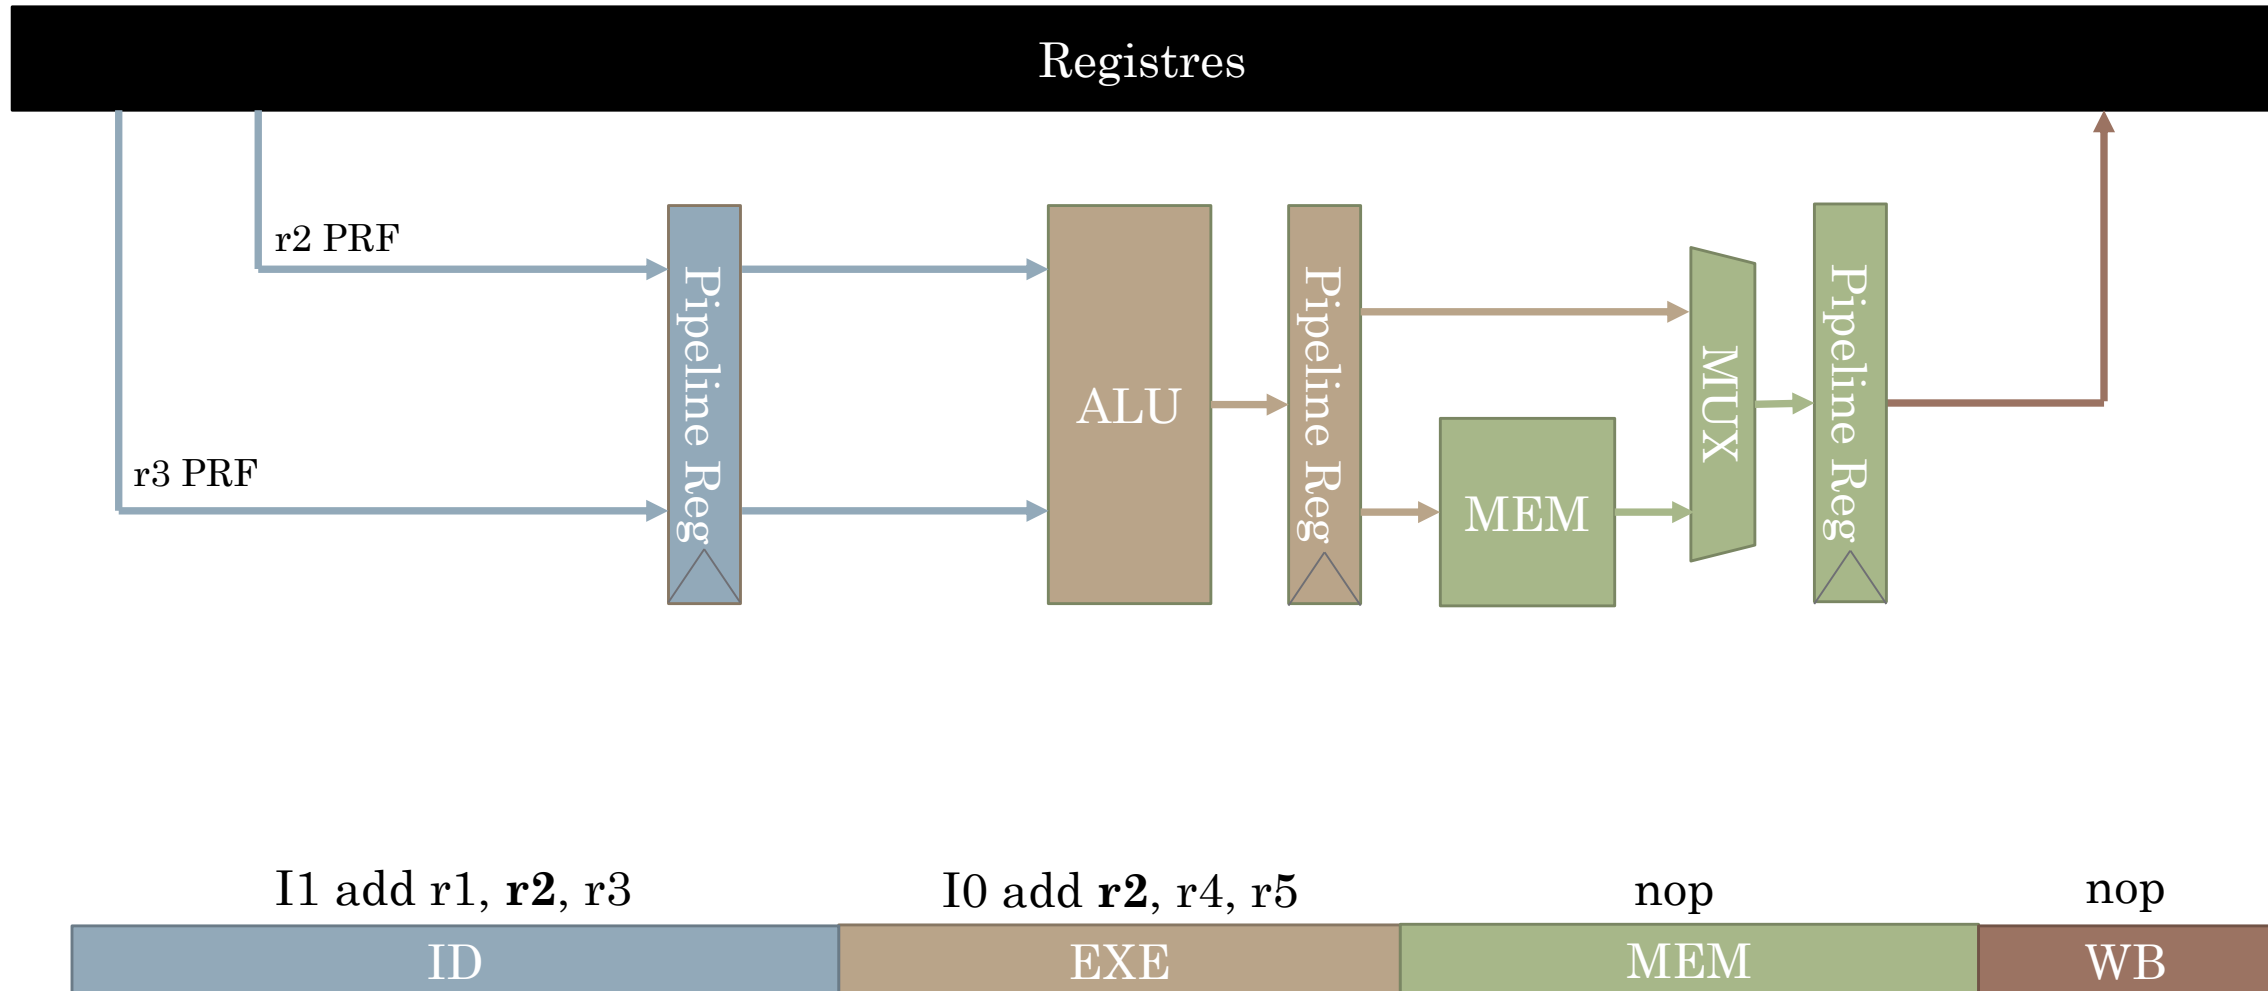 Registres
r2 PRF
r3 PRF
Pipeline Reg
ALU
Pipeline Reg
MEM
MUX
Pipeline Reg
I1 add r1, r2, r3
I0 add r2, r4, r5
nop
nop
ID
EXE
MEM
WB